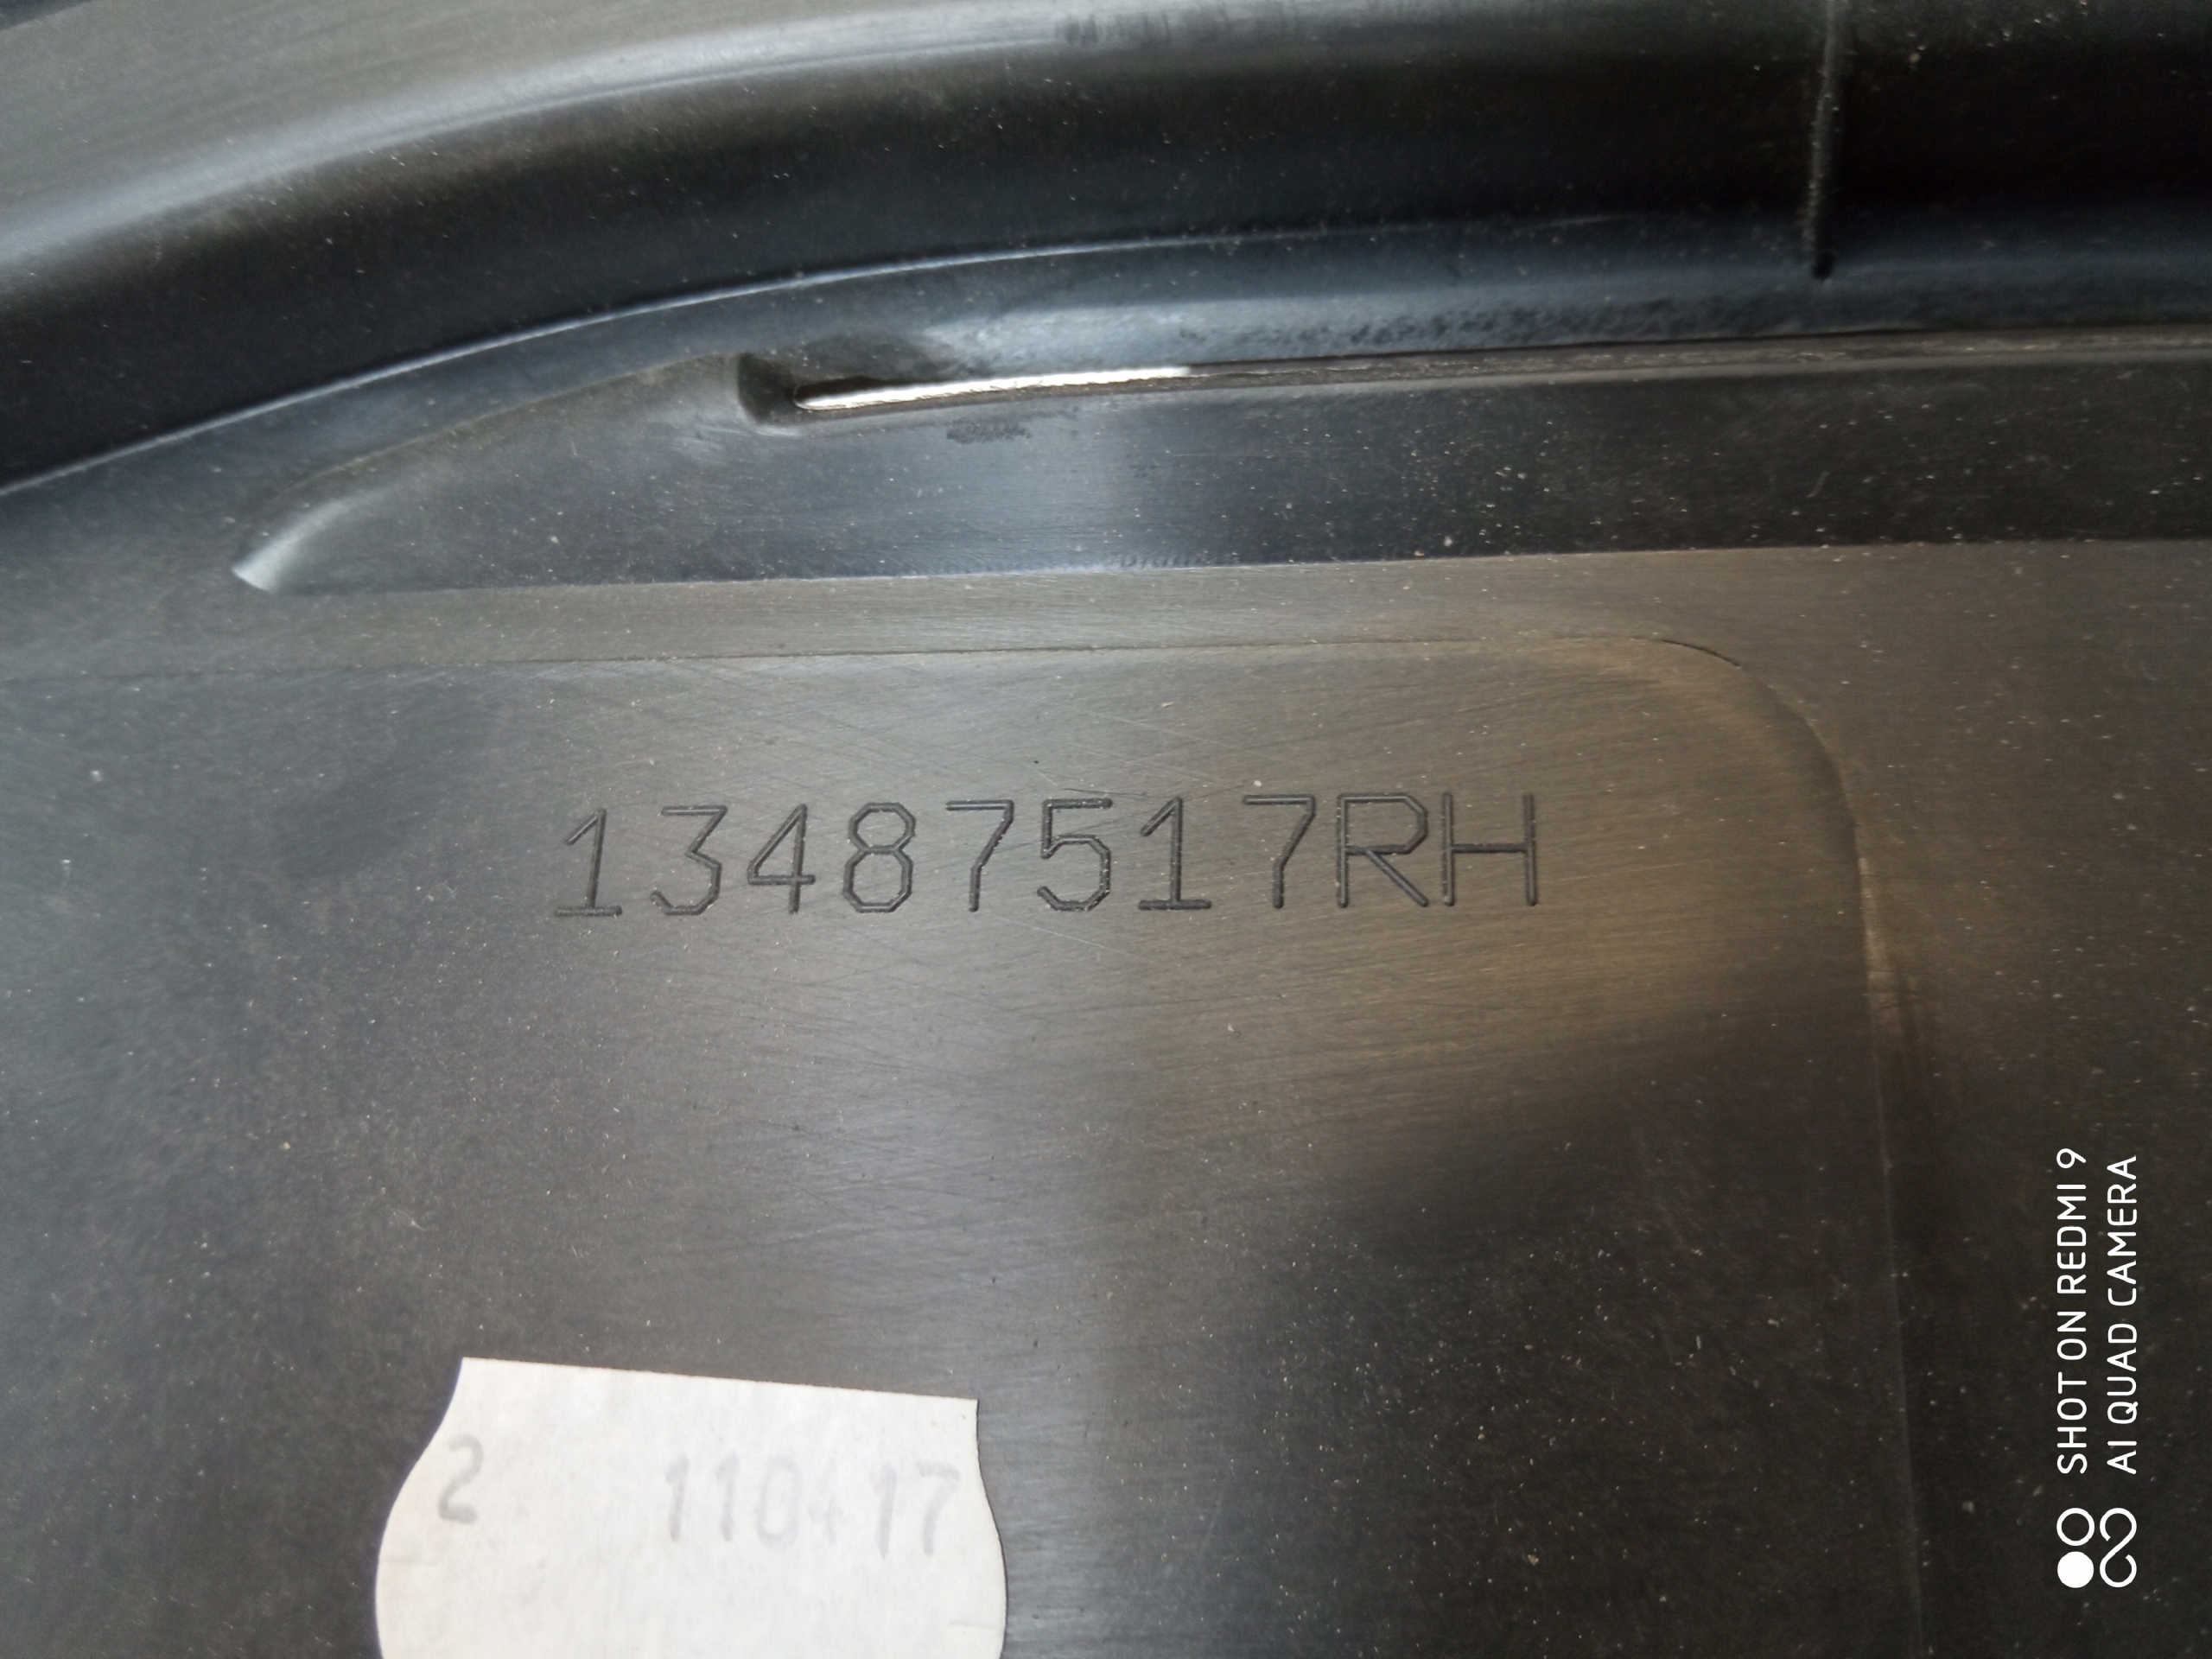 13487517RH
2 110417
SHOT ON REDMI 9
AI QUAD CAMERA